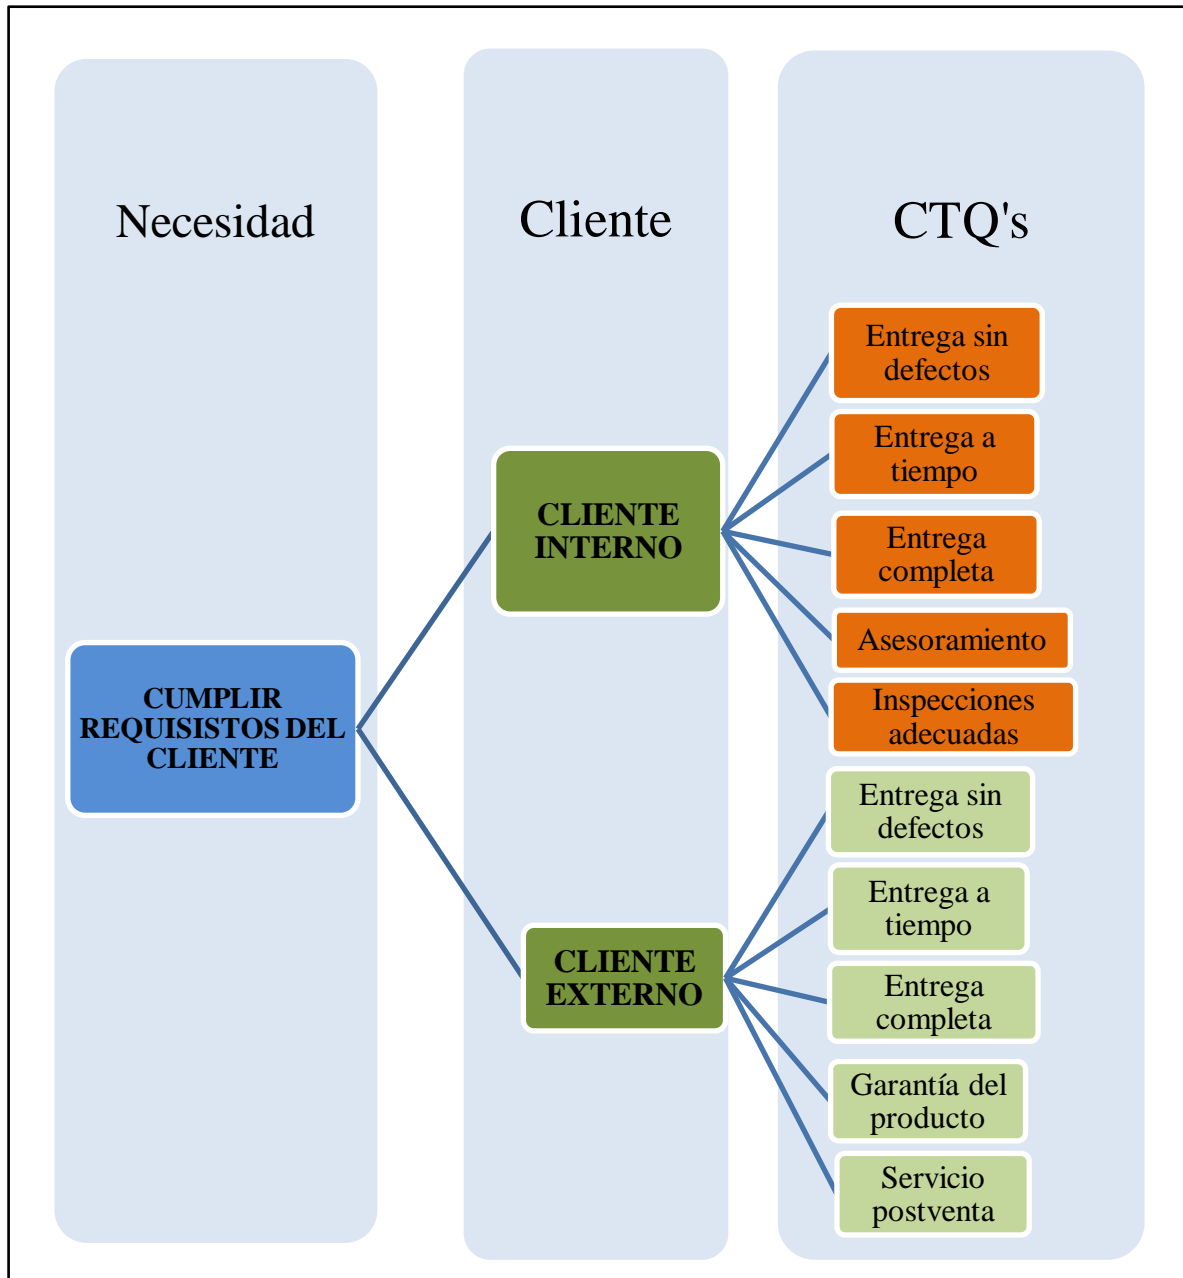 Necesidad
Cliente
CTQ's
CUMPLIR
REQUISISTOS DEL
CLIENTE
CLIENTE
INTERNO
CLIENTE
EXTERNO
Entrega sin
defectos
Entrega a
tiempo
Entrega
completa
Asesoramiento
Inspecciones
adecuadas
Entrega sin
defectos
Entrega a
tiempo
Entrega
completa
Garantía del
producto
Servicio
postventa